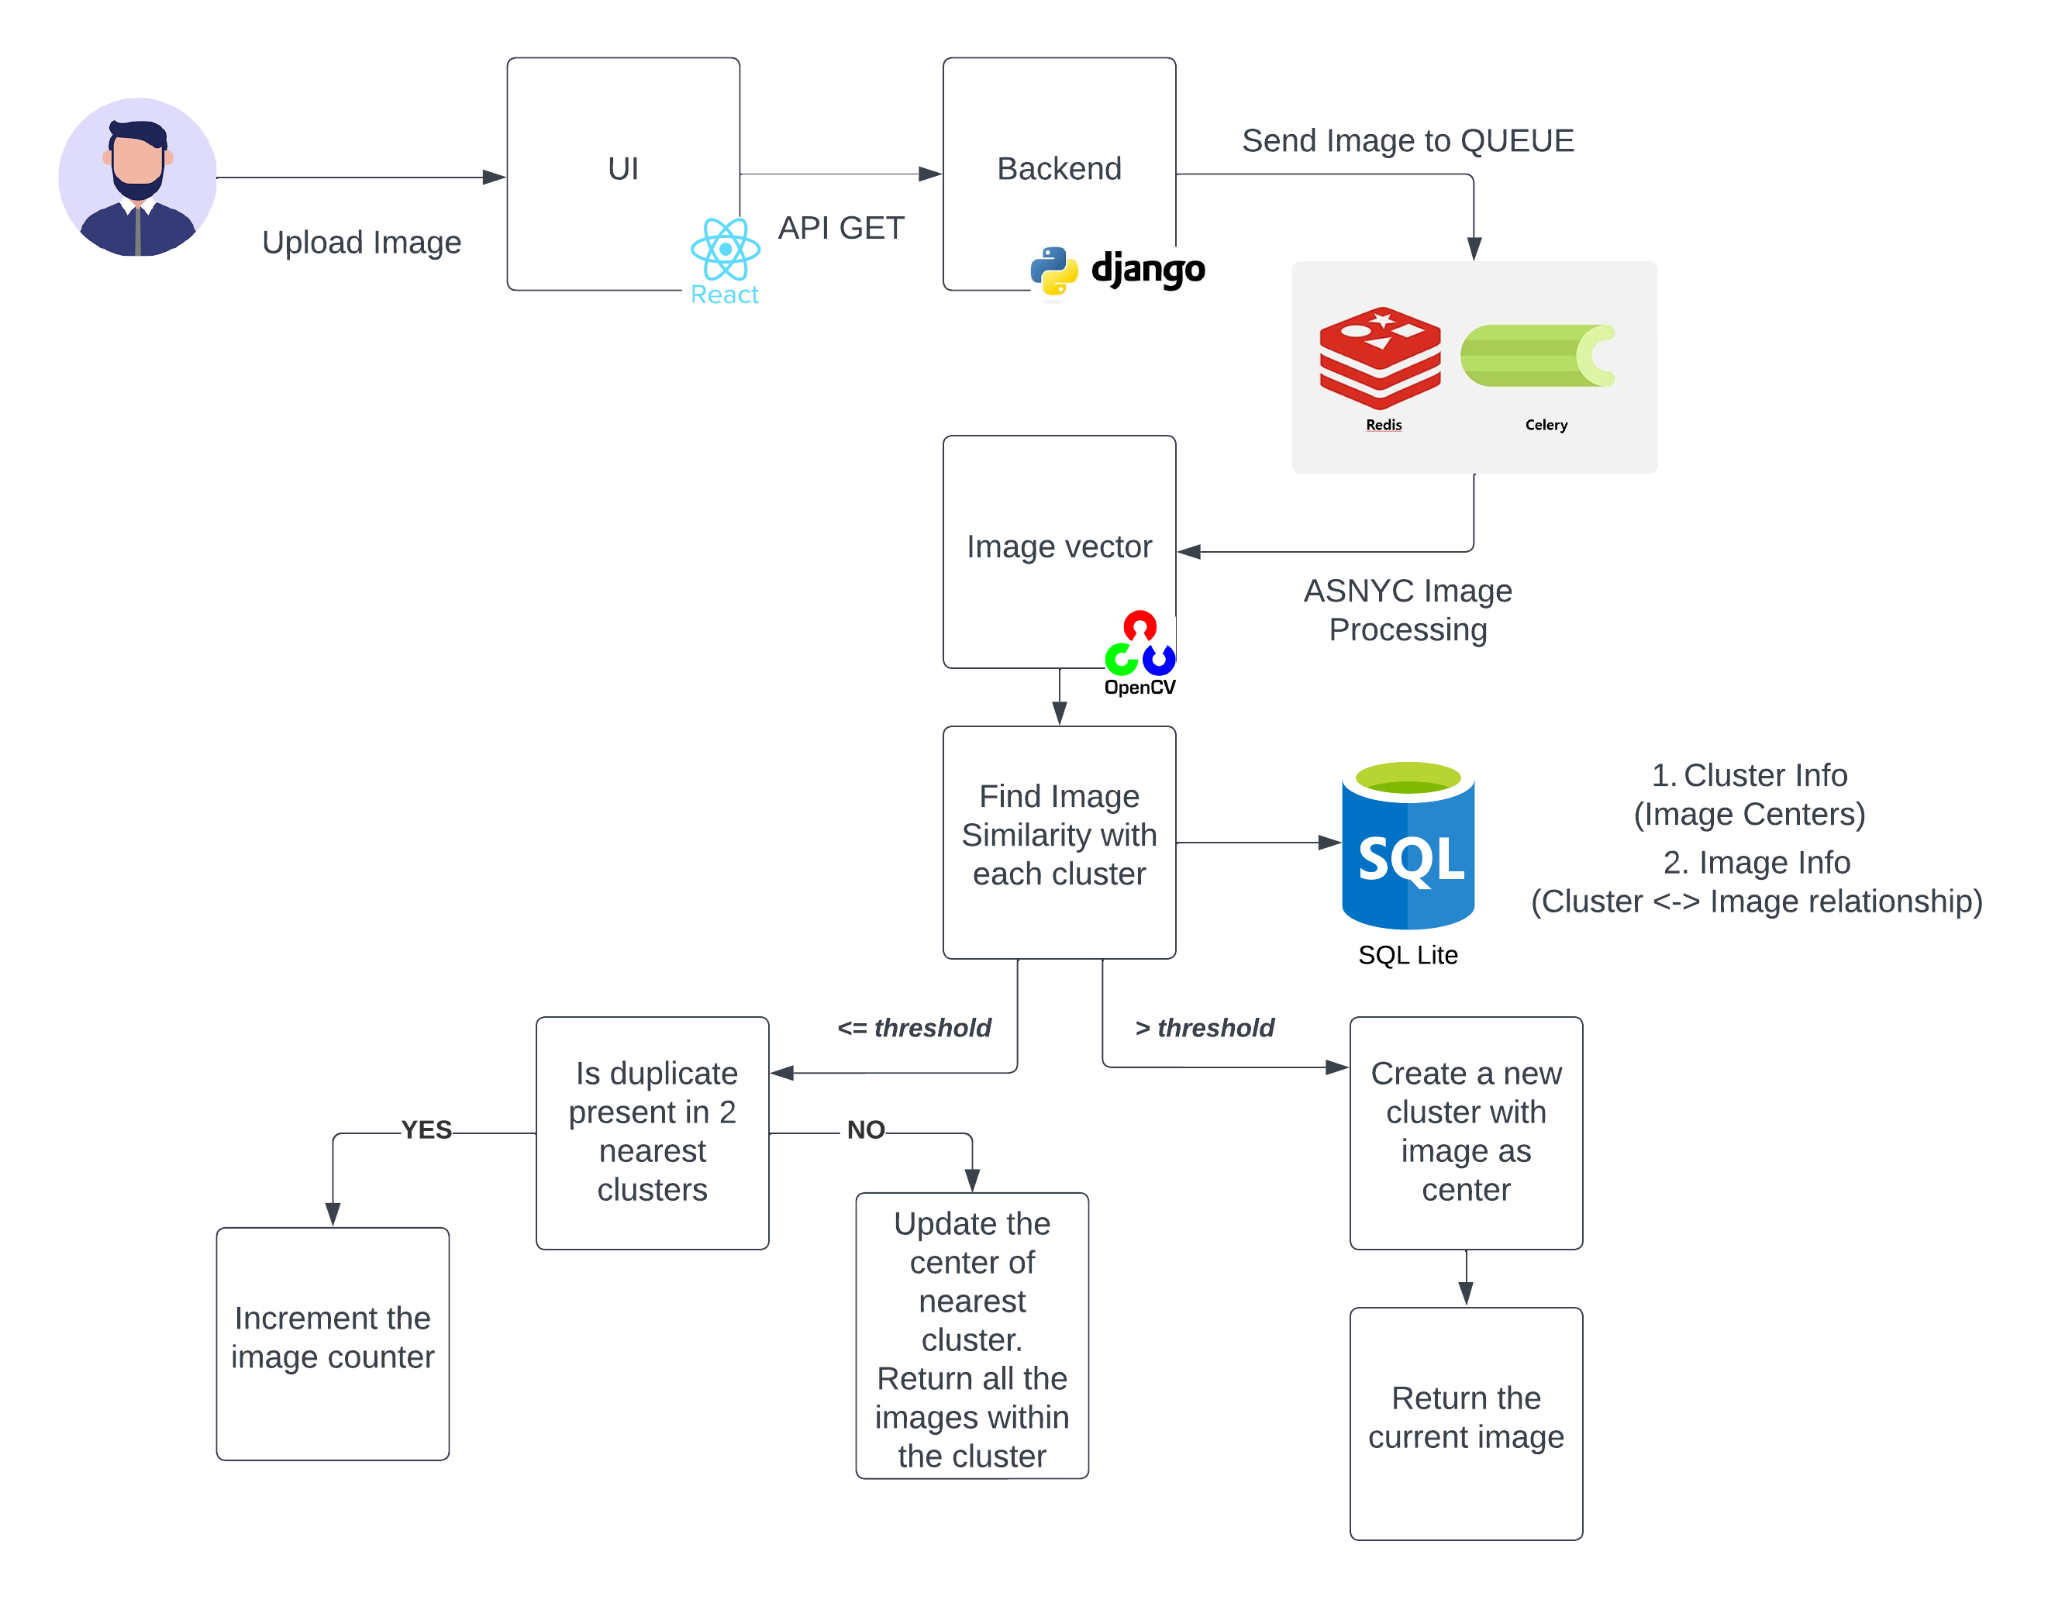 UI
Upload Image
React
API GET
Backend
django
Send Image to QUEUE
Redis
Celery
ASNYC Image
Processing
Image vector
OpenCV
Find Image
Similarity with
each cluster
SQL
SQL Lite
1. Cluster Info
(Image Centers)
2. Image Info
(Cluster <-> Image relationship)
<= threshold
> threshold
Is duplicate
present in 2
nearest
clusters
YES
NO
Increment the
image counter
Update the
center of
nearest
cluster.
Return all the
images within
the cluster
Create a new
cluster with
image as
center
Return the
current image